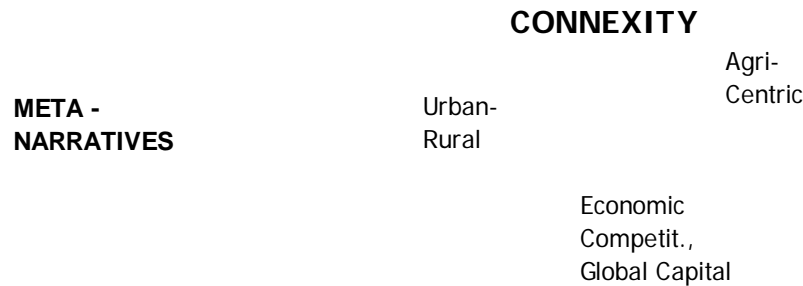 CONNEXITY
Agri-
Centric
META -
NARRATIVES
Urban-
Rural
Economic
Competit.,
Global Capital